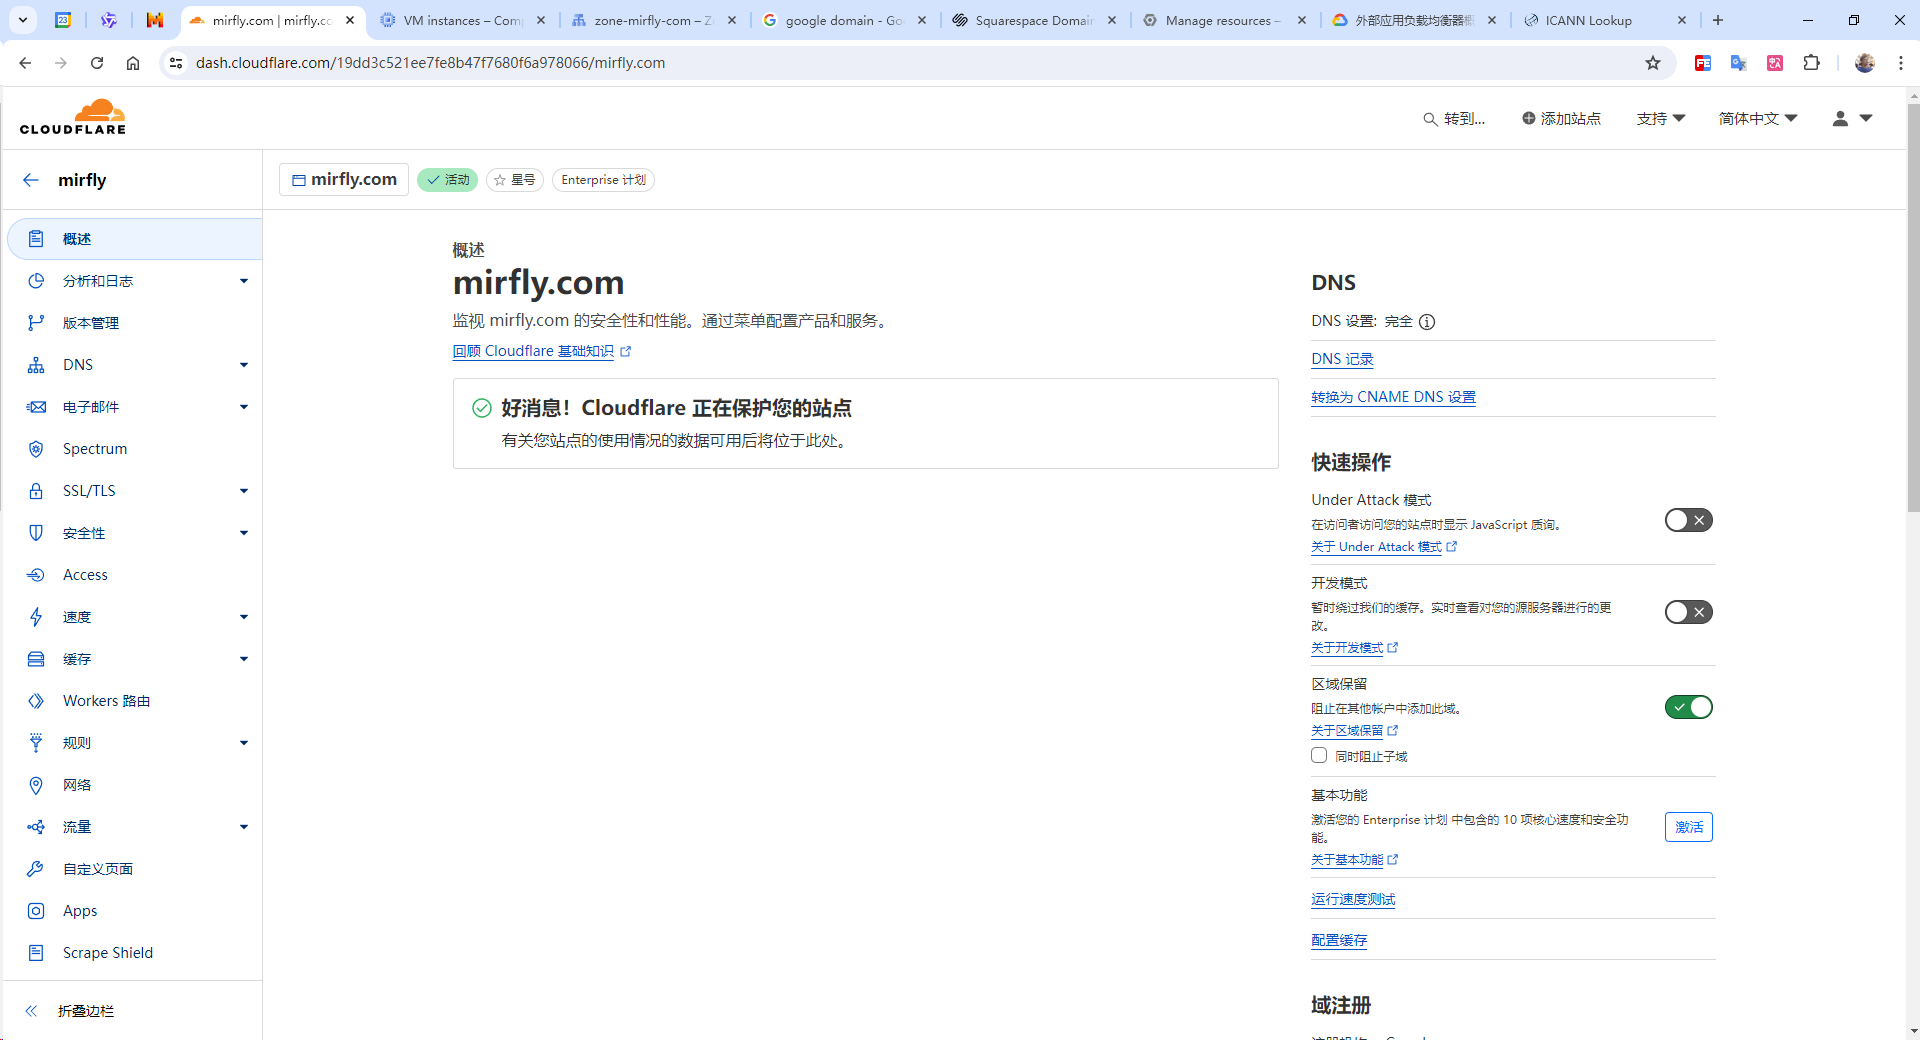 mirfly.com | mirfly.co
VM instances – Comp
zone-mirfly-com – Z
google domain - Go
Squarespace Domain
Manage resources –
外部应用负载均衡器概
ICANN Lookup
dash.cloudflare.com/19dd3c521ee7fe8b47f7680f6a978066/mirfly.com
CLOUDFLARE
转到...
添加站点
支持
简体中文
mirfly
mirfly.com
活动
星号
Enterprise 计划
概述
分析和日志
版本管理
DNS
电子邮件
Spectrum
SSL/TLS
安全性
Access
速度
缓存
Workers 路由
规则
网络
流量
自定义页面
Apps
Scrape Shield
折叠边栏
概述
mirfly.com
监视 mirfly.com 的安全性和性能。通过菜单配置产品和服务。
回顾 Cloudflare 基础知识
好消息！Cloudflare 正在保护您的站点
有关您站点的使用情况的数据可用后将位于此处。
DNS
DNS 设置: 完全
DNS 记录
转换为 CNAME DNS 设置
快速操作
Under Attack 模式
在访问者访问您的站点时显示 JavaScript 质询。
关于 Under Attack 模式
开发模式
暂时绕过我们的缓存。实时查看对您的源服务器进行的更
改。
关于开发模式
区域保留
阻止在其他帐户中添加此域。
关于区域保留
同时阻止子域
基本功能
激活您的 Enterprise 计划 中包含的 10 项核心速度和安全功
能。
激活
关于基本功能
运行速度测试
配置缓存
域注册